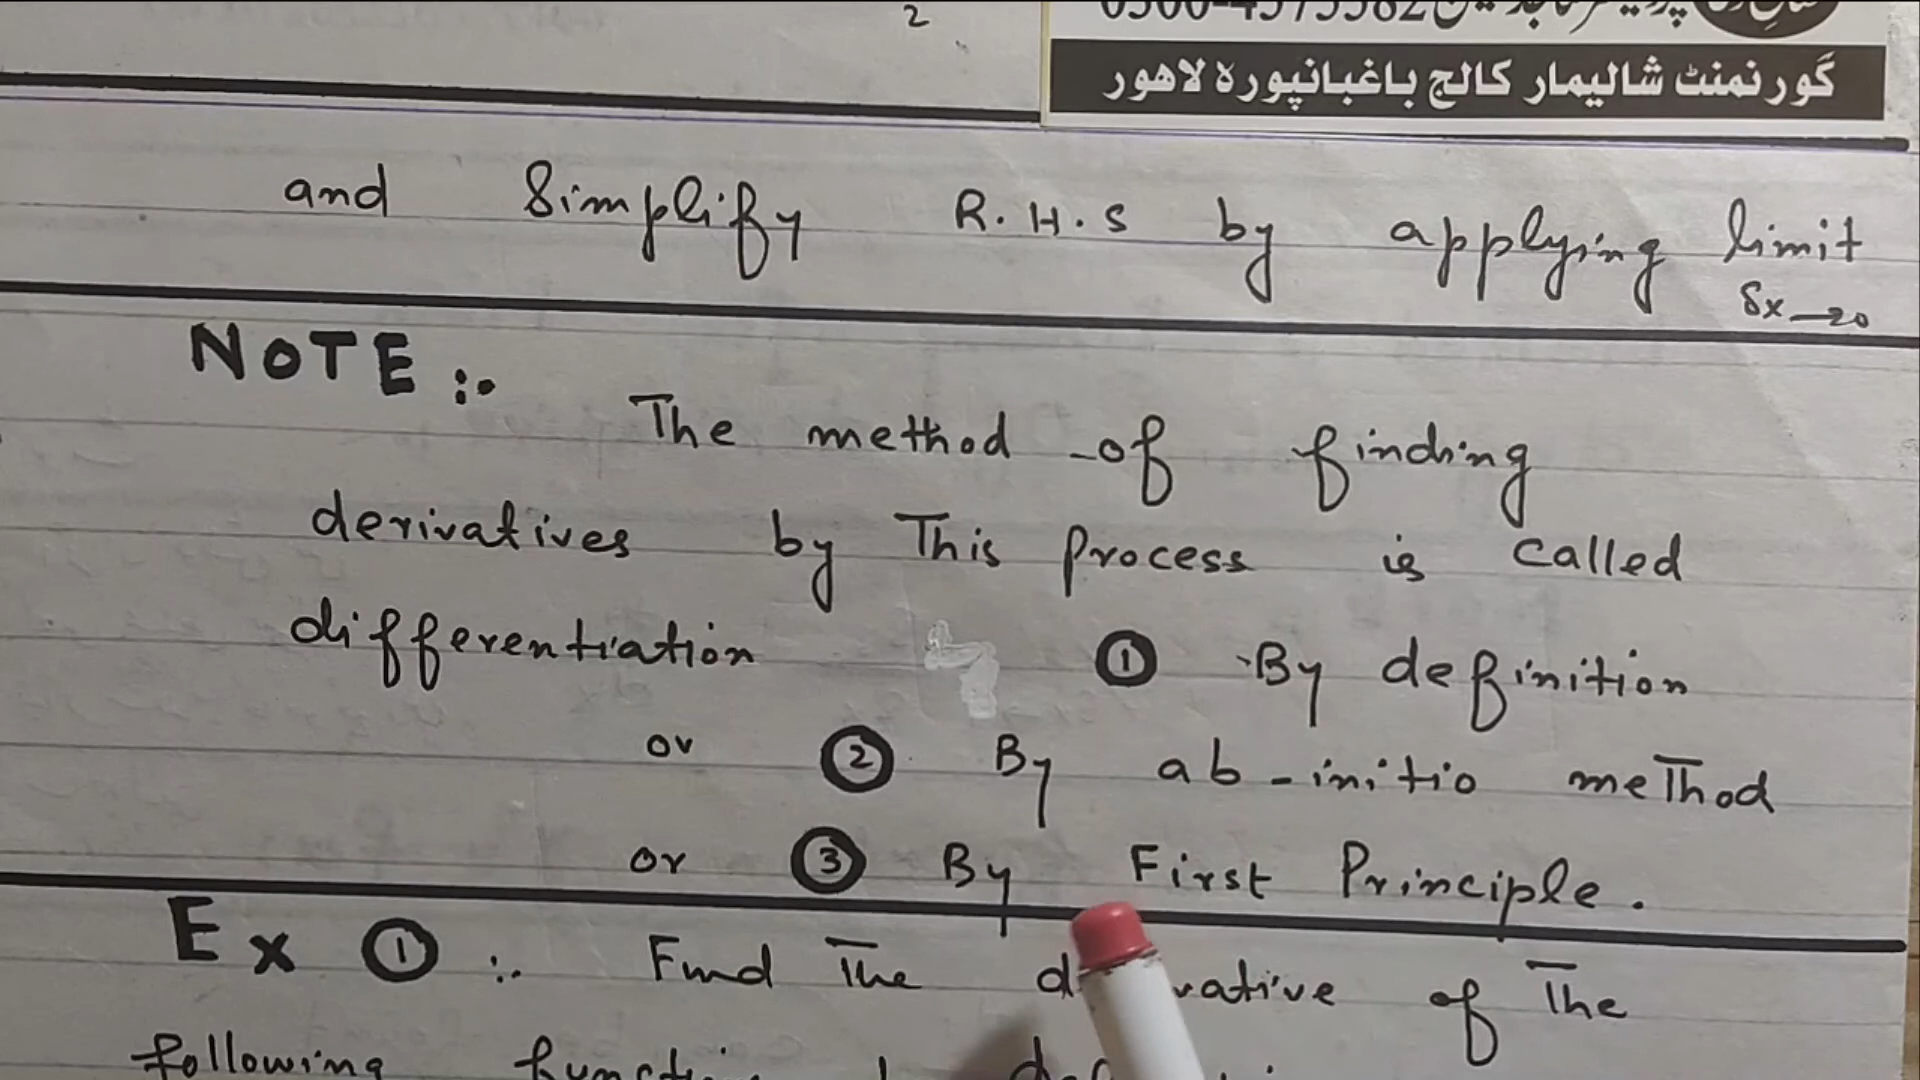 2
گورنمنٹ شالیمار کالج باغبانپورہ لاهور
and Simplify R.H.S by applying limit
δx→0
NOTE :-
The method of finding
derivatives by This process is called
differentiation ① By definition
or ② By ab-initio method
or ③ By First Principle.
Ex ① :- Find The of The
following